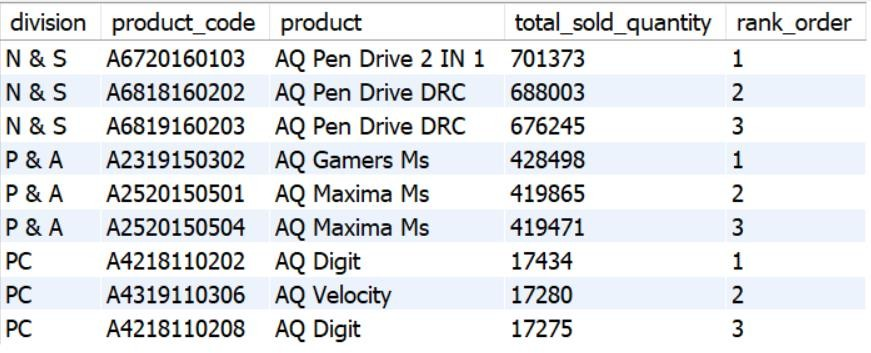 division product_code product total_sold_quantity rank_order
N & S A6720160103 AQ Pen Drive 2 IN 1 701373 1
N & S A6818160202 AQ Pen Drive DRC 688003 2
N & S A6819160203 AQ Pen Drive DRC 676245 3
P & A A2319150302 AQ Gamers Ms 428498 1
P & A A2520150501 AQ Maxima Ms 419865 2
P & A A2520150504 AQ Maxima Ms 419471 3
PC A4218110202 AQ Digit 17434 1
PC A4319110306 AQ Velocity 17280 2
PC A4218110208 AQ Digit 17275 3